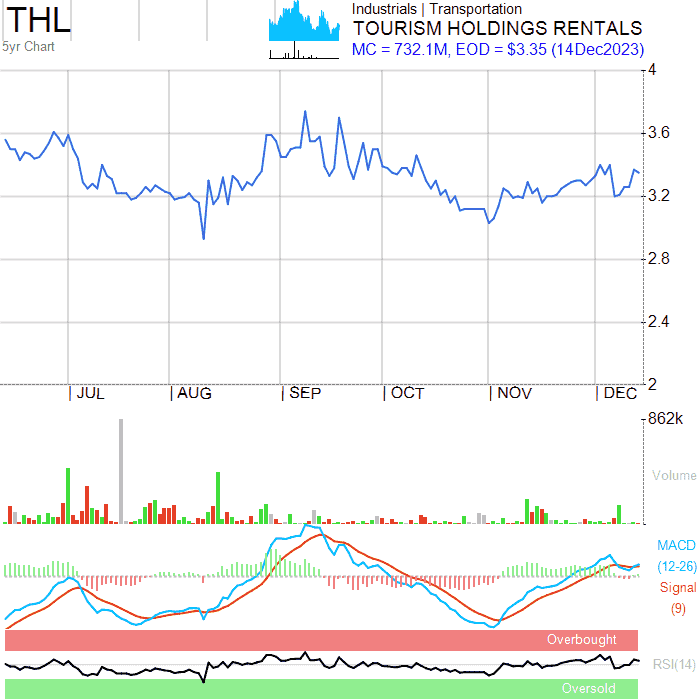 THL
5yr Chart
Industrials | Transportation
TOURISM HOLDINGS RENTALS
MC = 732.1M, EOD = $3.35 (14Dec2023)
4
3.6
3.2
2.8
2.4
2
JUL AUG SEP OCT NOV DEC
862k
Volume
MACD
(12-26)
Signal
(9)
Overbought
RSI(14)
Oversold